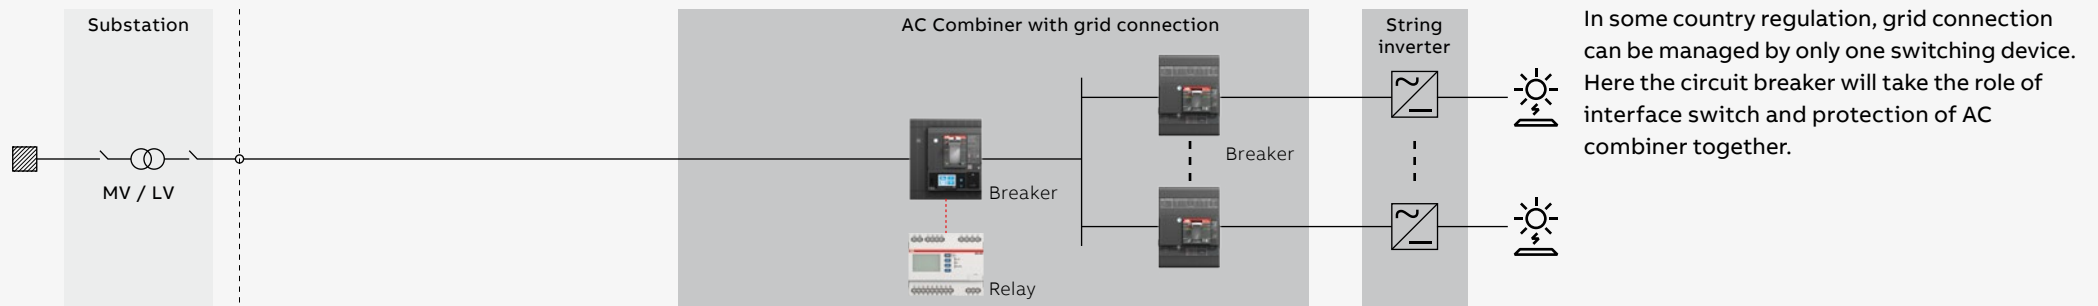 Substation
MV / LV
AC Combiner with grid connection
Breaker
Relay
Breaker
String
inverter
In some country regulation, grid connection
can be managed by only one switching device.
Here the circuit breaker will take the role of
interface switch and protection of AC
combiner together.